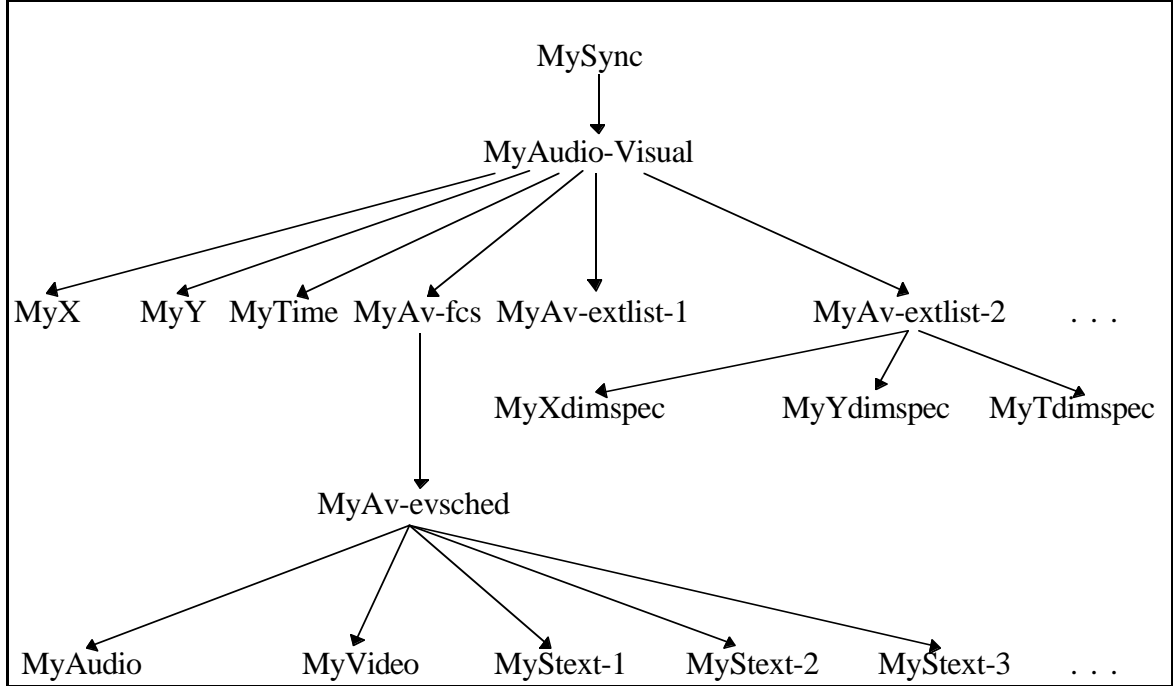 MySync
MyAudio-Visual
MyX MyY MyTime MyAv-fcs MyAv-extlist-1 MyAv-extlist-2 . . .
MyXdimspec MyYdimspec MyTdimspec
MyAv-evsched
MyAudio MyVideo MyStext-1 MyStext-2 MyStext-3 . . .